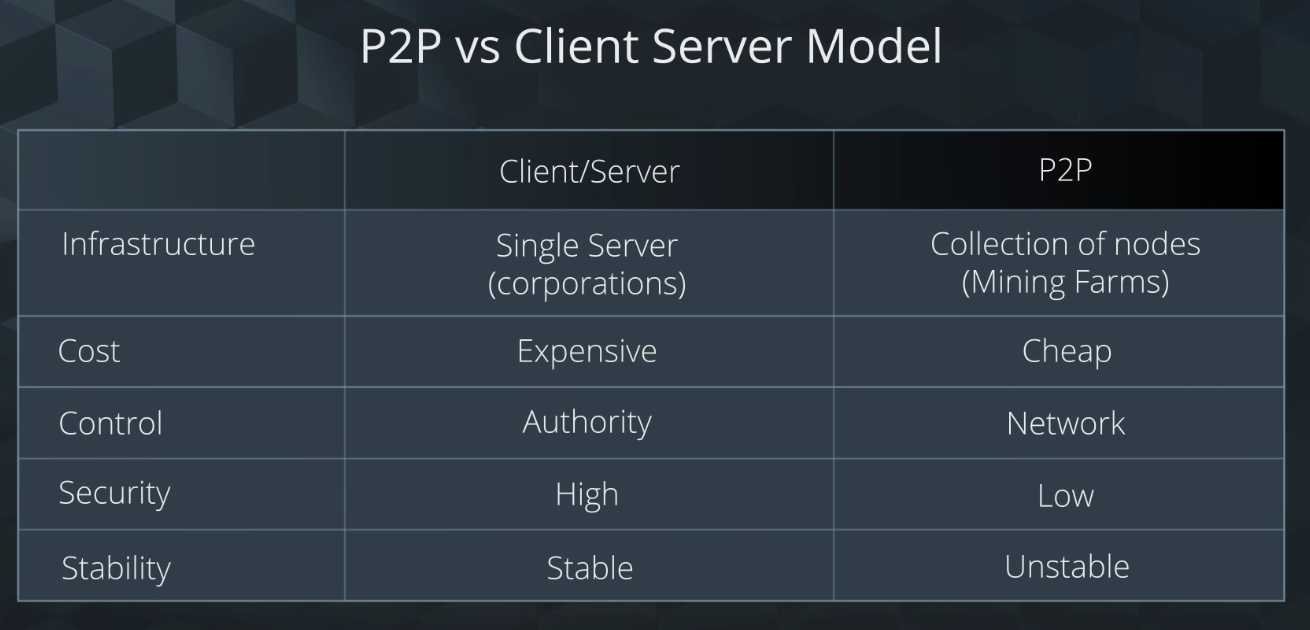 P2P vs Client Server Model
Client/Server
P2P
Infrastructure
Single Server
(corporations)
Collection of nodes
(Mining Farms)
Cost
Expensive
Cheap
Control
Authority
Network
Security
High
Low
Stability
Stable
Unstable